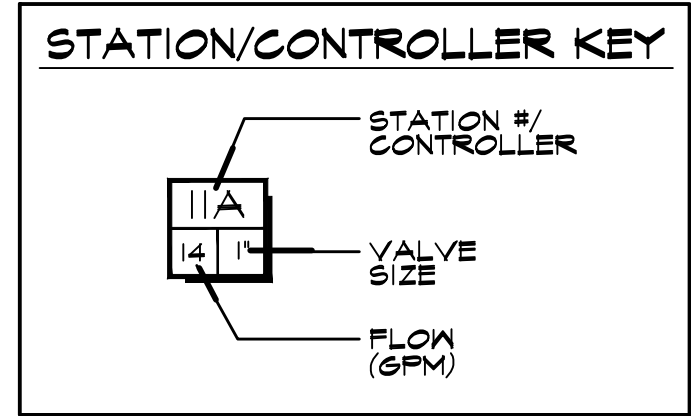 STATION/CONTROLLER KEY
STATION #/
CONTROLLER
11A
14 1"
VALVE
SIZE
FLOW
(GPM)